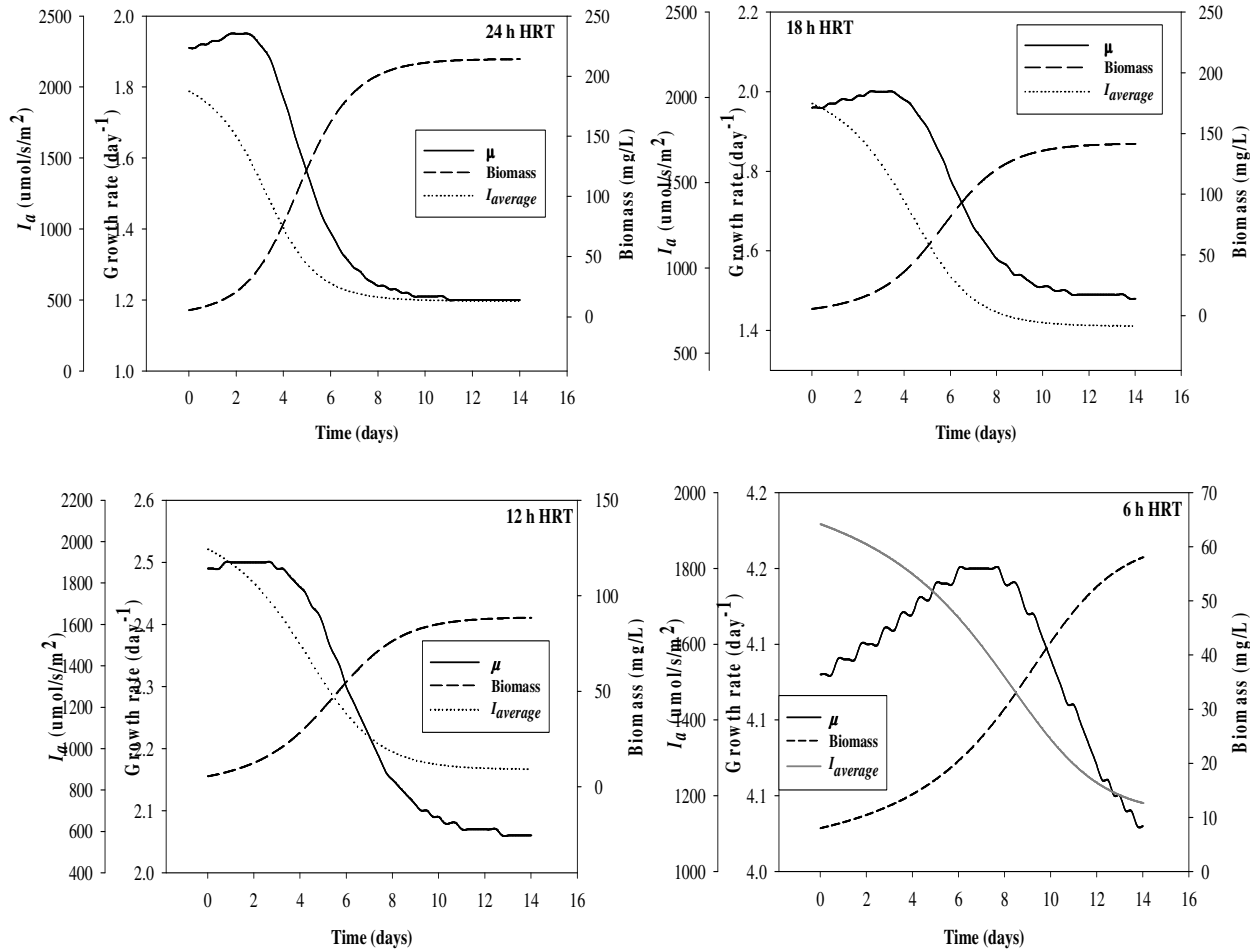 24 h HRT
I_a (umol/s/m^2)
2500
2000
1500
1000
500
0
Growth rate (day^-1)
2.0
1.8
1.6
1.4
1.2
1.0
μ
Biomass
I_average
Biomass (mg/L)
250
200
150
100
50
0
0 2 4 6 8 10 12 14 16
Time (days)
18 h HRT
I_a (umol/s/m^2)
2500
2000
1500
1000
500
Growth rate (day^-1)
2.2
2.0
1.8
1.6
1.4
μ
Biomass
I_average
Biomass (mg/L)
250
200
150
100
50
0
0 2 4 6 8 10 12 14 16
Time (days)
12 h HRT
I_a (umol/s/m^2)
2200
2000
1800
1600
1400
1200
1000
800
600
400
Growth rate (day^-1)
2.6
2.5
2.4
2.3
2.2
2.1
2.0
μ
Biomass
I_average
Biomass (mg/L)
150
100
50
0
0 2 4 6 8 10 12 14 16
Time (days)
6 h HRT
I_a (umol/s/m^2)
2000
1800
1600
1400
1200
1000
Growth rate (day^-1)
4.2
4.2
4.1
4.1
4.1
4.0
μ
Biomass
I_average
Biomass (mg/L)
70
60
50
40
30
20
10
0
0 2 4 6 8 10 12 14 16
Time (days)